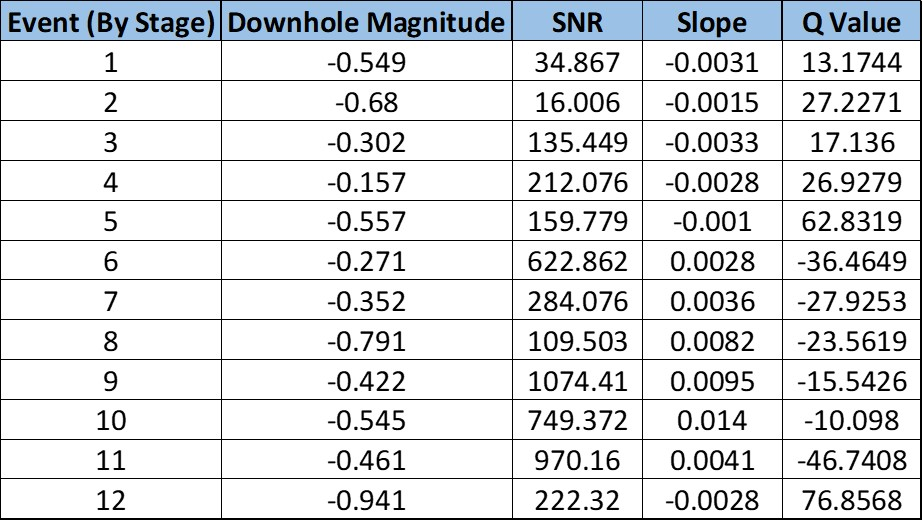 Event (By Stage) Downhole Magnitude SNR Slope Q Value
1 -0.549 34.867 -0.0031 13.1744
2 -0.68 16.006 -0.0015 27.2271
3 -0.302 135.449 -0.0033 17.136
4 -0.157 212.076 -0.0028 26.9279
5 -0.557 159.779 -0.001 62.8319
6 -0.271 622.862 0.0028 -36.4649
7 -0.352 284.076 0.0036 -27.9253
8 -0.791 109.503 0.0082 -23.5619
9 -0.422 1074.41 0.0095 -15.5426
10 -0.545 749.372 0.014 -10.098
11 -0.461 970.16 0.0041 -46.7408
12 -0.941 222.32 -0.0028 76.8568